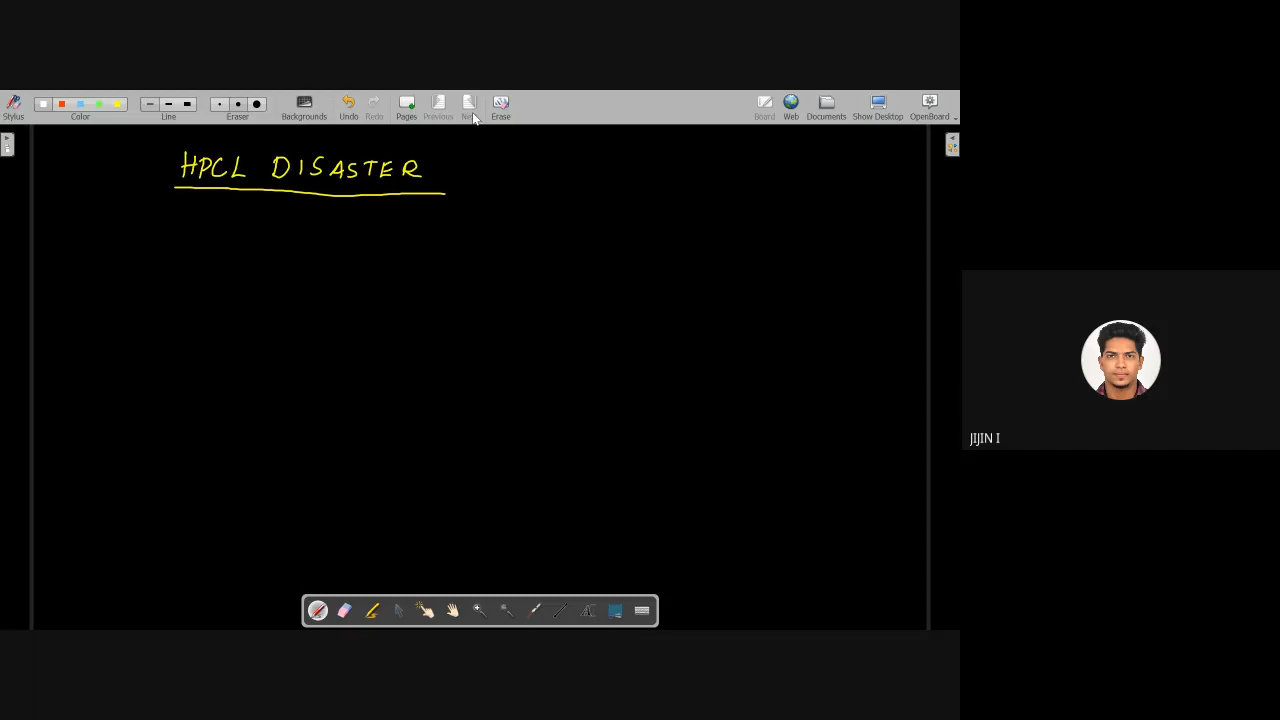 Stylus Color Line Eraser Backgrounds Undo Redo Pages Previous Erase Board Web Documents Show Desktop OpenBoard
HPCL DISASTER
JIJIN I